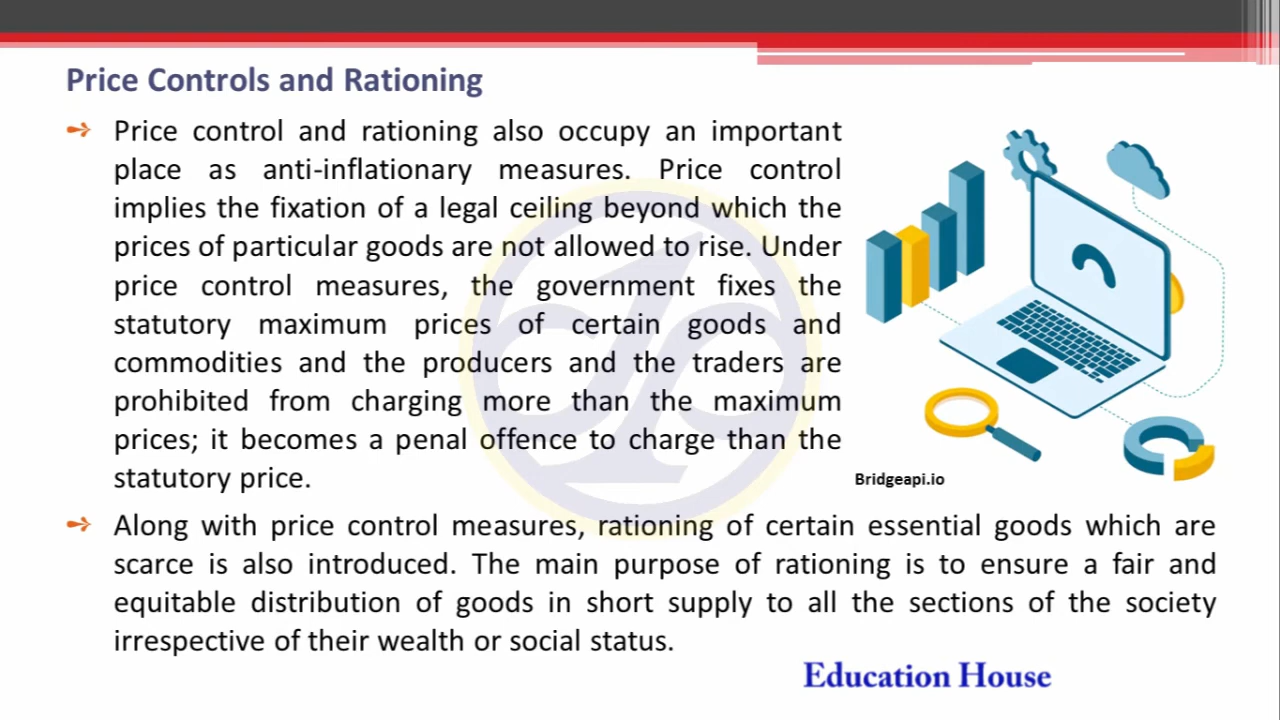 Price Controls and Rationing
Price control and rationing also occupy an important
place as anti-inflationary measures. Price control
implies the fixation of a legal ceiling beyond which the
prices of particular goods are not allowed to rise. Under
price control measures, the government fixes the
statutory maximum prices of certain goods and
commodities and the producers and the traders are
prohibited from charging more than the maximum
prices; it becomes a penal offence to charge than the
statutory price.
Bridgeapi.io
Along with price control measures, rationing of certain essential goods which are
scarce is also introduced. The main purpose of rationing is to ensure a fair and
equitable distribution of goods in short supply to all the sections of the society
irrespective of their wealth or social status.
Education House